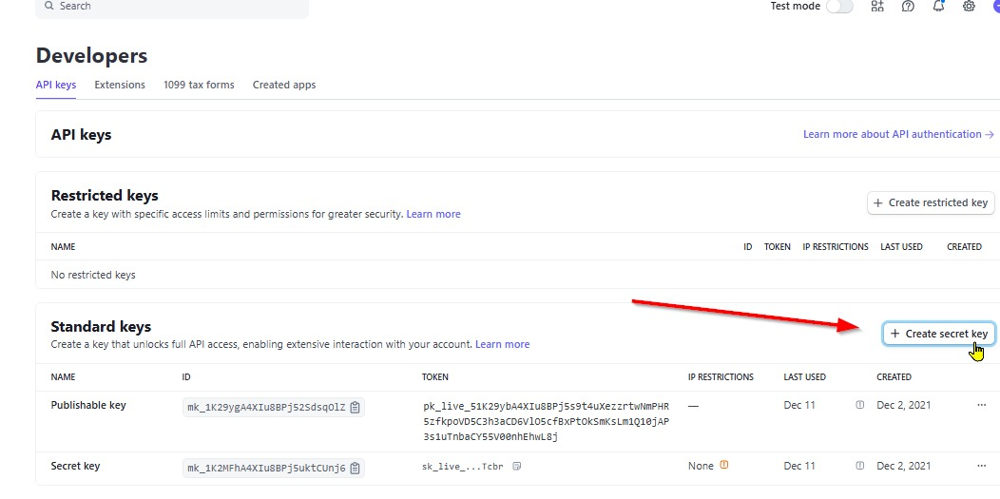 Search
Test mode
Developers
API keys Extensions 1099 tax forms Created apps
API keys
Learn more about API authentication →
Restricted keys
Create a key with specific access limits and permissions for greater security. Learn more
+ Create restricted key
NAME ID TOKEN IP RESTRICTIONS LAST USED CREATED
No restricted keys
Standard keys
Create a key that unlocks full API access, enabling extensive interaction with your account. Learn more
+ Create secret key
NAME ID TOKEN IP RESTRICTIONS LAST USED CREATED
Publishable key mk_1K29ygA4XIu8BPj52SdsqOlZ pk_live_51K29ybA4XIu8BPj5s9t4uXezzrtwNmPHR — Dec 11 Dec 2, 2021 ...
5zfkpoVD5C3h3aCD6VlO5cfBxPtOkSmKsLm1Q10jAP
3s1uTnbaCY55V00nhEhwL8j
Secret key mk_1K2MFhA4XIu8BPj5uktCUnj6 sk_live_...Tcbr None Dec 11 Dec 2, 2021 ...